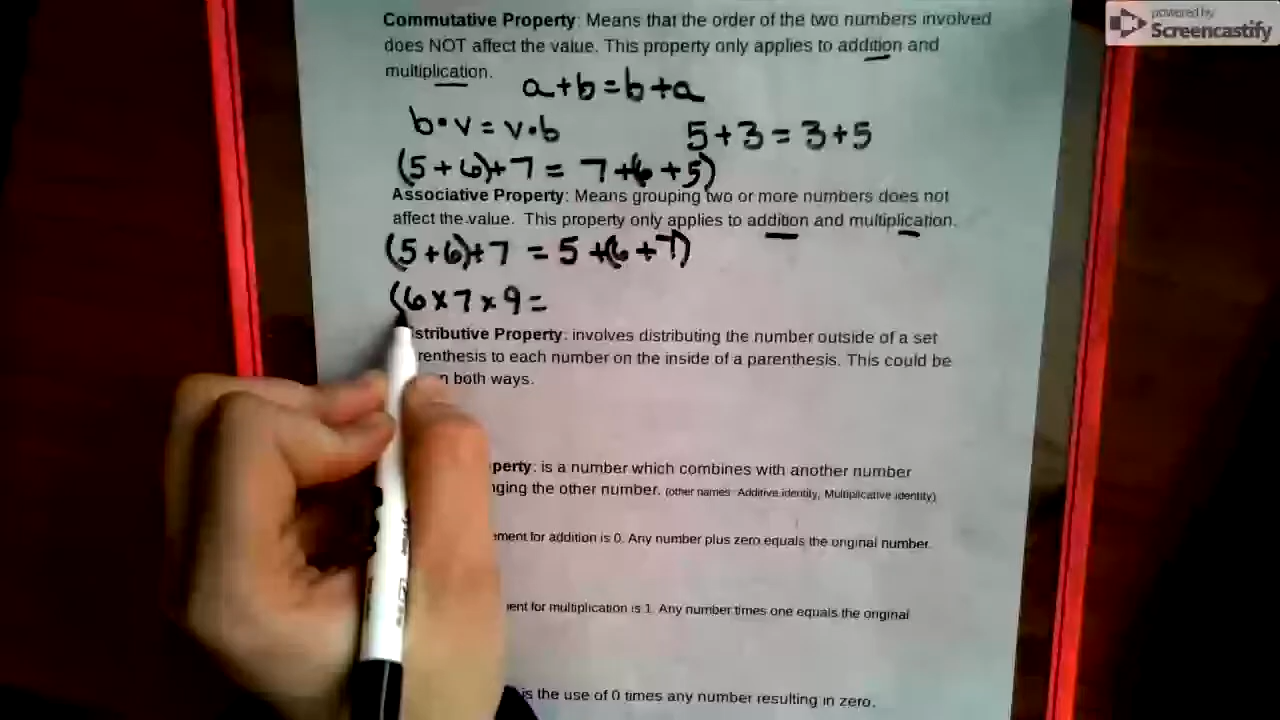 powered by
Screencastify
Commutative Property: Means that the order of the two numbers involved
does NOT affect the value. This property only applies to addition and
multiplication.
a+b=b+a
b•v=v•b
5+3=3+5
(5+6)+7= 7+(6+5)
Associative Property: Means grouping two or more numbers does not
affect the value. This property only applies to addition and multiplication.
(5+6)+7 = 5+(6+7)
(6×7×9=
stributive Property: involves distributing the number outside of a set
renthesis to each number on the inside of a parenthesis. This could be
n both ways.
perty: is a number which combines with another number
nging the other number. (other names Additive identity, Multiplicative identity)
ement for addition is 0. Any number plus zero equals the original number.
ent for multiplication is 1. Any number times one equals the original
is the use of 0 times any number resulting in zero.